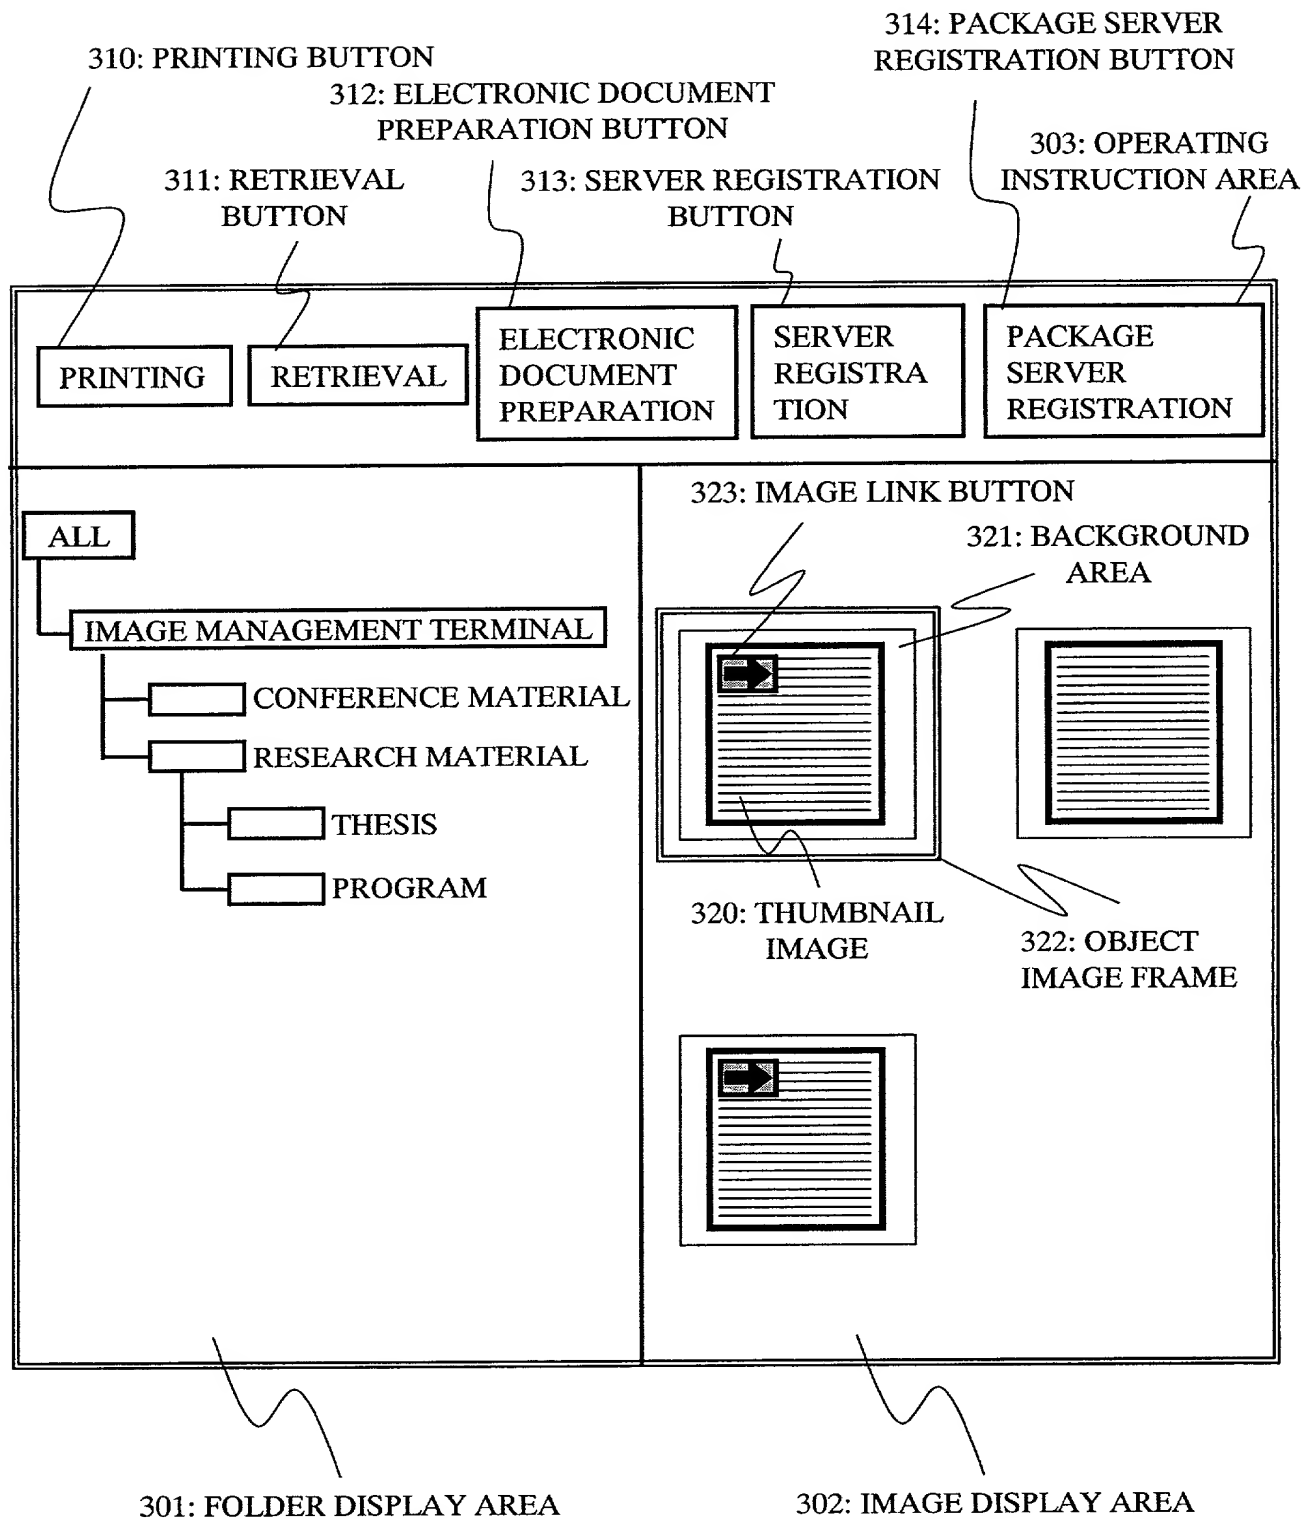 314: PACKAGE SERVER
REGISTRATION BUTTON
310: PRINTING BUTTON
312: ELECTRONIC DOCUMENT
PREPARATION BUTTON
303: OPERATING
INSTRUCTION AREA
311: RETRIEVAL
BUTTON
313: SERVER REGISTRATION
BUTTON
PRINTING
RETRIEVAL
ELECTRONIC
DOCUMENT
PREPARATION
SERVER
REGISTRA
TION
PACKAGE
SERVER
REGISTRATION
ALL
IMAGE MANAGEMENT TERMINAL
CONFERENCE MATERIAL
RESEARCH MATERIAL
THESIS
PROGRAM
323: IMAGE LINK BUTTON
321: BACKGROUND
AREA
320: THUMBNAIL
IMAGE
322: OBJECT
IMAGE FRAME
301: FOLDER DISPLAY AREA
302: IMAGE DISPLAY AREA